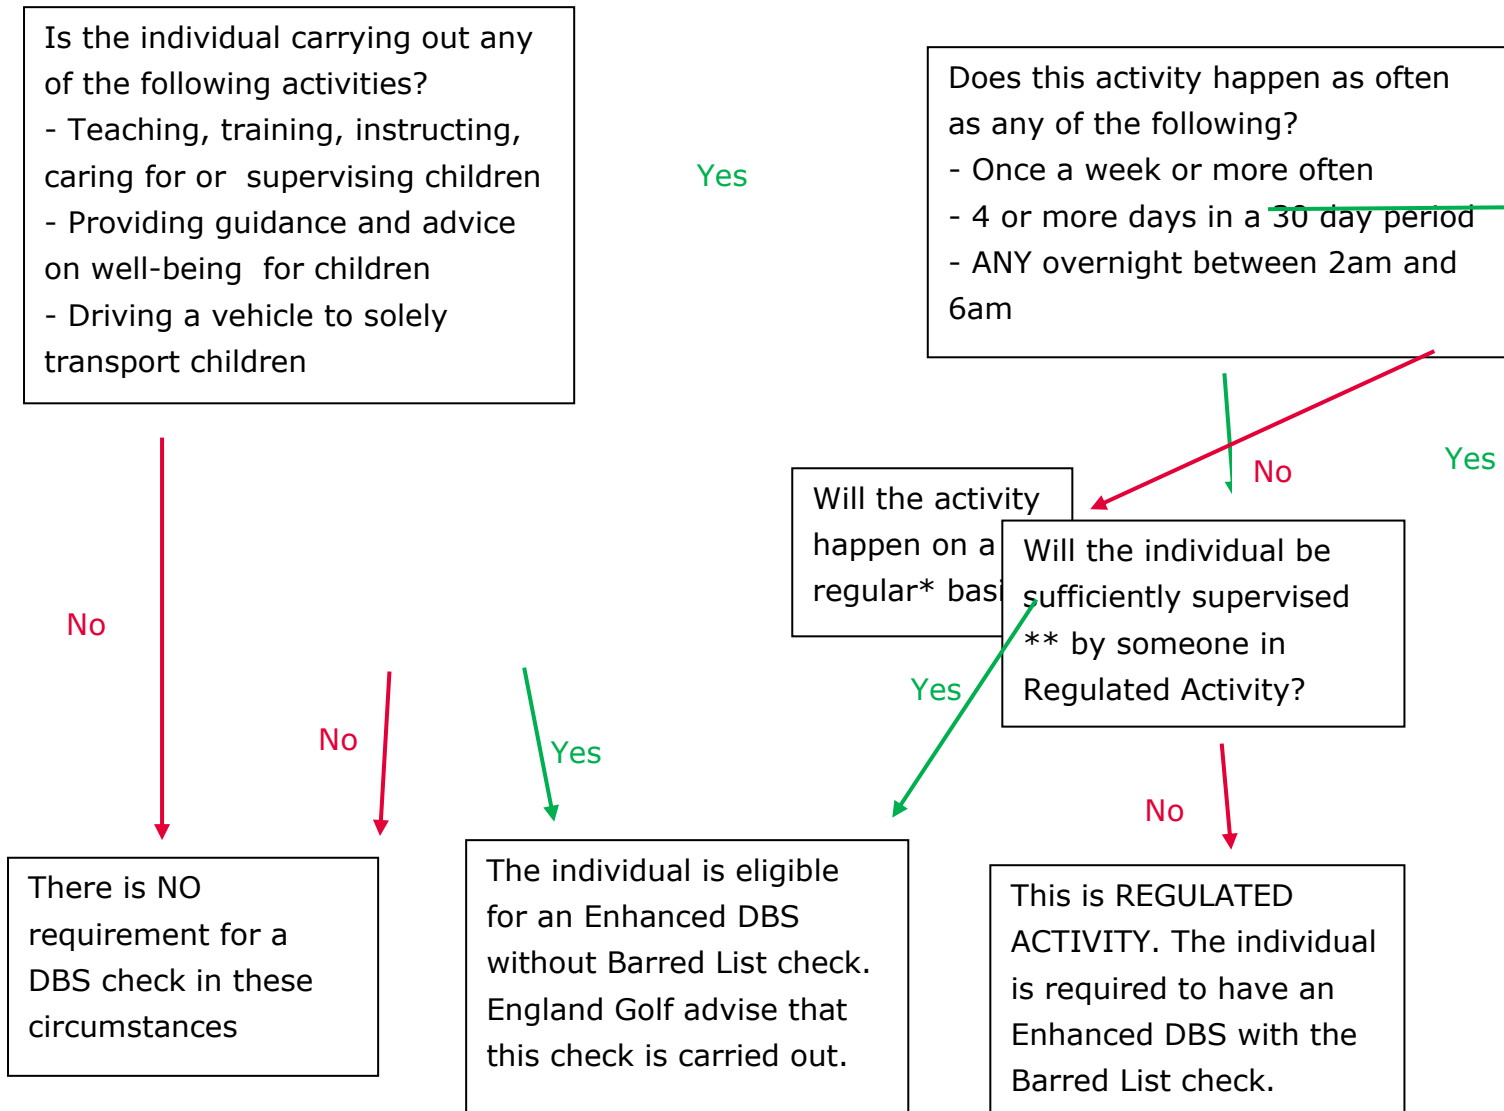 Is the individual carrying out any
of the following activities?
- Teaching, training, instructing,
caring for or  supervising children
- Providing guidance and advice
on well-being  for children
- Driving a vehicle to solely
transport children
Yes
Does this activity happen as often
as any of the following?
- Once a week or more often
- 4 or more days in a 30 day period
- ANY overnight between 2am and
6am
No
Yes
Will the activity
happen on a
regular* basi
Will the individual be
sufficiently supervised
** by someone in
Regulated Activity?
No
Yes
No
Yes
No
There is NO
requirement for a
DBS check in these
circumstances
The individual is eligible
for an Enhanced DBS
without Barred List check.
England Golf advise that
this check is carried out.
This is REGULATED
ACTIVITY. The individual
is required to have an
Enhanced DBS with the
Barred List check.